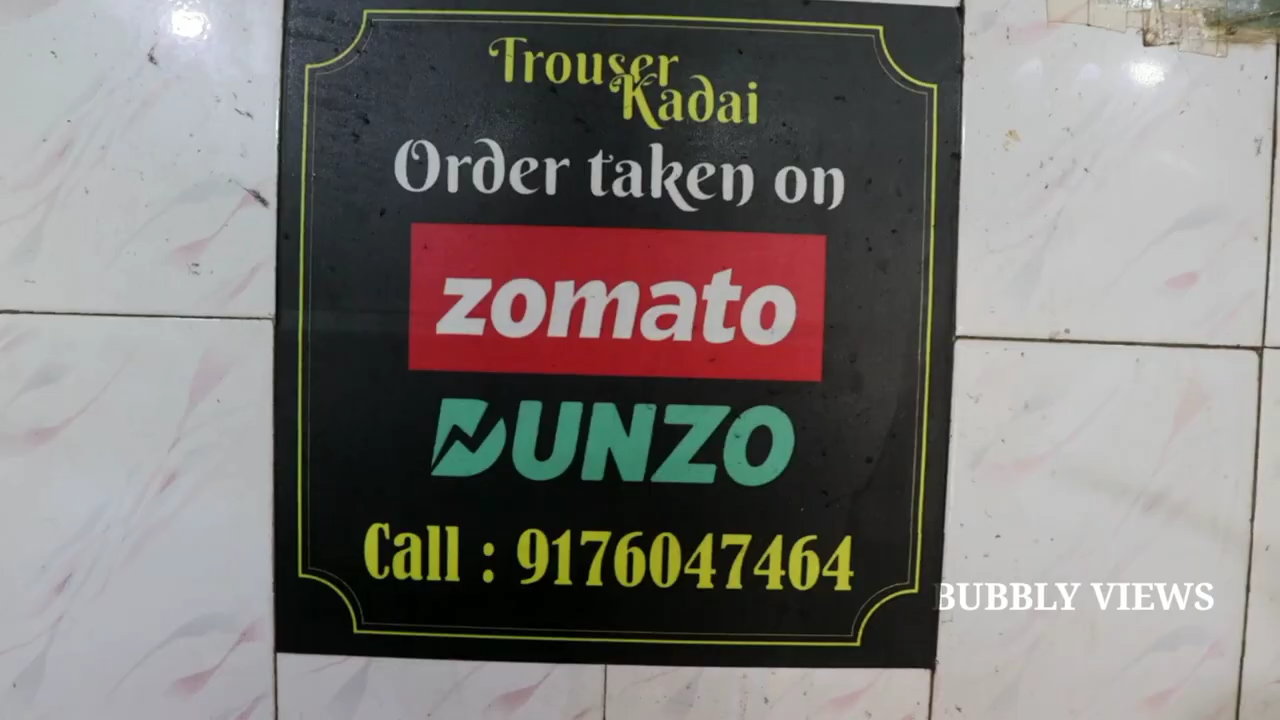 Trouser
Kadai
Order taken on
zomato
DUNZO
Call : 9176047464
BUBBLY VIEWS